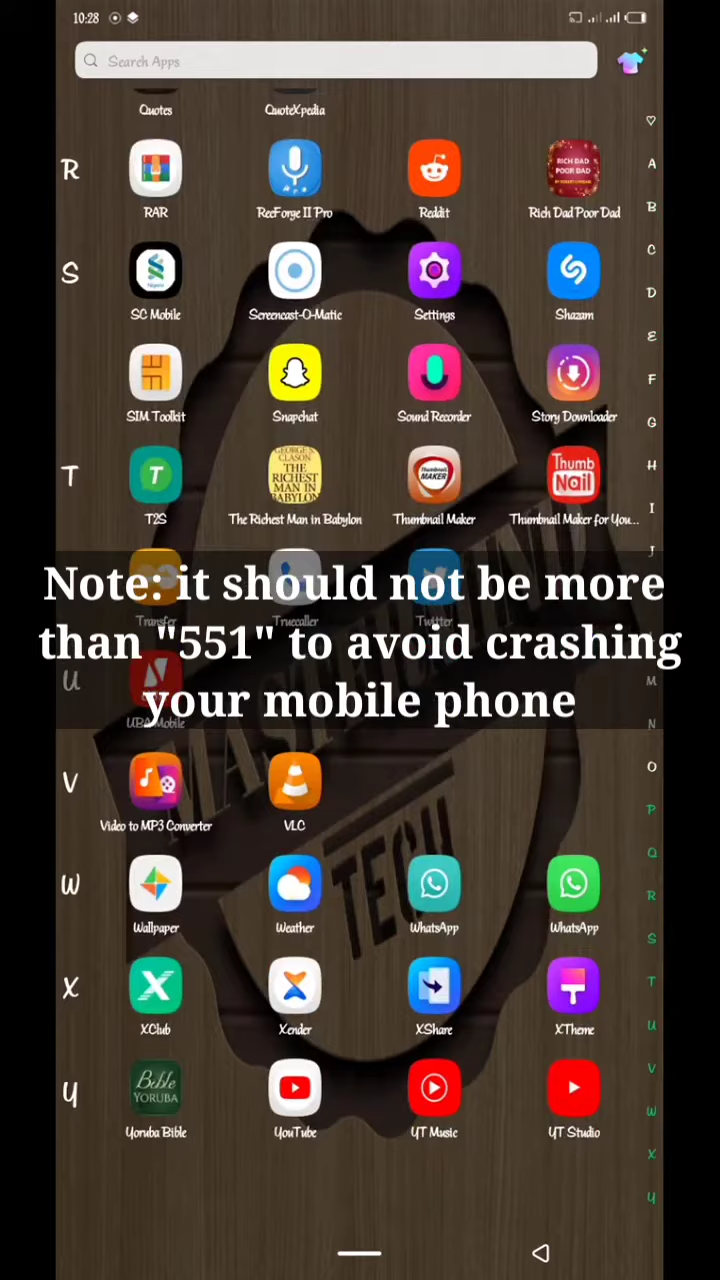 10:28
Search Apps
Quotes QuoteXpedia
♡
A
R
RAR RecForge II Pro Reddit RICH DAD POOR DAD Rich Dad Poor Dad
B
C
S
SC Mobile Screencast-O-Matic Settings Shazam
D
E
F
SIM Toolkit Snapchat Sound Recorder Story Downloader
G
H
T
T GEORGE S. CLASON THE RICHEST MAN IN BABYLON Thumbnail MAKER Thumb Nail
T2S The Richest Man in Babylon Thumbnail Maker Thumbnail Maker for You...
I
J
Transfer Truecaller Twitter
Note: it should not be more
than "551" to avoid crashing
your mobile phone
U
UBA Mobile
M
N
O
V
Video to MP3 Converter VLC
P
Q
TECH
W
Wallpaper Weather WhatsApp WhatsApp
R
S
X
XClub Xender XShare XTheme
T
U
V
Y
Bible YORUBA
Yoruba Bible YouTube YT Music YT Studio
W
X
Y